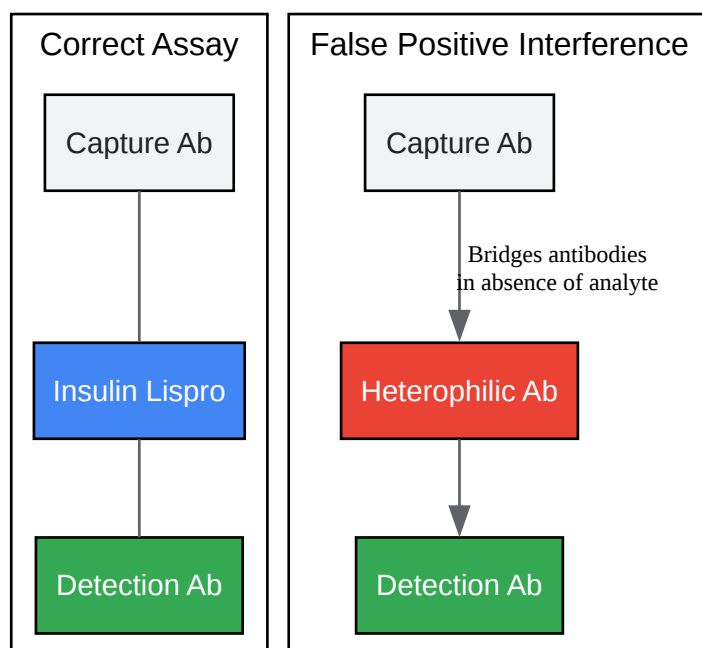 Correct Assay
Capture Ab
Insulin Lispro
Detection Ab
False Positive Interference
Capture Ab
Bridges antibodies
in absence of analyte
Heterophilic Ab
Detection Ab